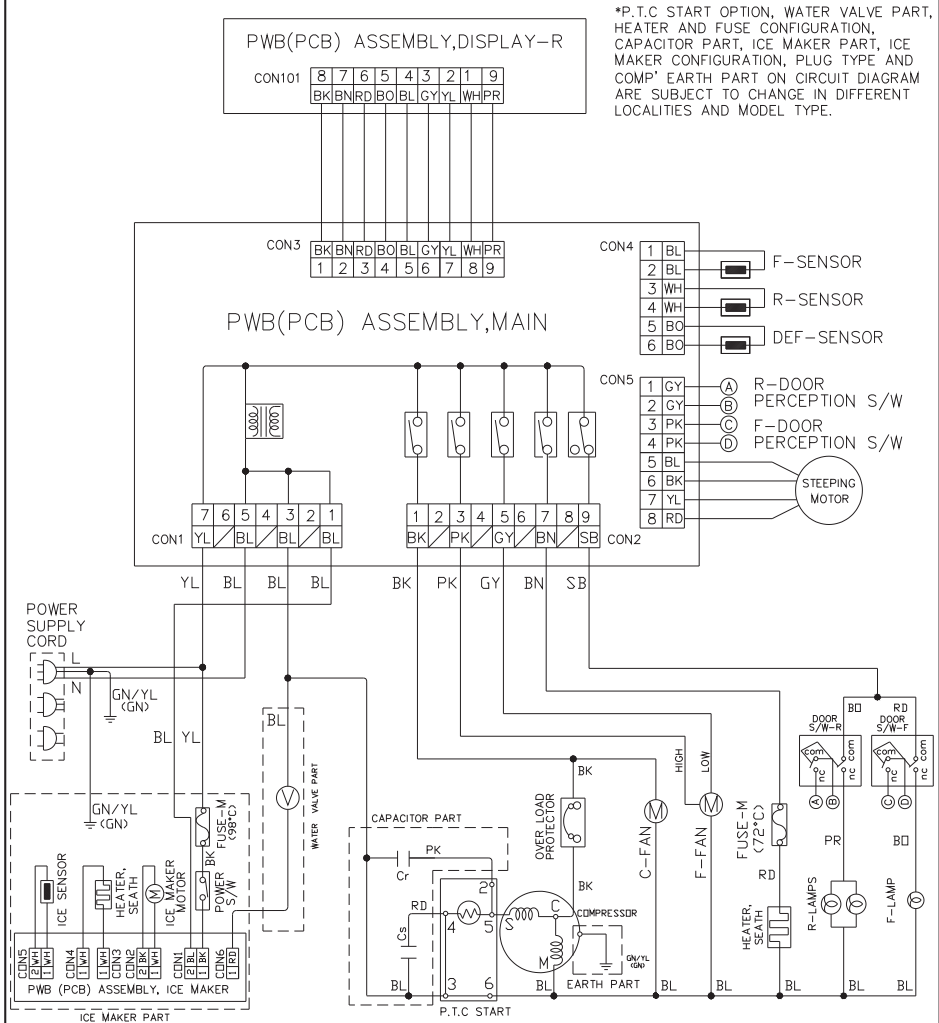 *P.T.C START OPTION, WATER VALVE PART,
HEATER AND FUSE CONFIGURATION,
CAPACITOR PART, ICE MAKER PART, ICE
MAKER CONFIGURATION, PLUG TYPE AND
COMP' EARTH PART ON CIRCUIT DIAGRAM
ARE SUBJECT TO CHANGE IN DIFFERENT
LOCALITIES AND MODEL TYPE.
PWB(PCB) ASSEMBLY,DISPLAY-R
CON101
8 7 6 5 4 3 2 1 9
BK BN RD BO BL GY YL WH PR
CON3
BK BN RD BO BL GY YL WH PR
1 2 3 4 5 6 7 8 9
PWB(PCB) ASSEMBLY,MAIN
CON4
1 BL
2 BL
F-SENSOR
3 WH
4 WH
R-SENSOR
5 BO
6 BO
DEF-SENSOR
CON5
1 GY A R-DOOR
2 GY B PERCEPTION S/W
3 PK C F-DOOR
4 PK D PERCEPTION S/W
5 BL
6 BK
7 YL
8 RD
STEEPING
MOTOR
7 6 5 4 3 2 1
CON1 YL BL BL BL
1 2 3 4 5 6 7 8 9
BK PK GY BN SB CON2
YL BL BL BL BK PK GY BN SB
POWER
SUPPLY
CORD
L
N
GN/YL
(GN)
BL YL
BL
WATER VALVE PART
V
GN/YL
(GN)
FUSE-M
(98°C)
BK
POWER
S/W
ICE SENSOR
HEATER,
SEATH
M
ICE MAKER
MOTOR
CON5 2 WH 1 WH
CON4 1 WH
CON3 1 WH
CON2 2 BK 1 WH
CON1 2 BL 1 BK
CON6 1 RD
PWB (PCB) ASSEMBLY, ICE MAKER
ICE MAKER PART
CAPACITOR PART
PK
Cr
RD
Cs
BL
2
4 5
3 6
P.T.C START
BK
OVER LOAD
PROTECTOR
BK
S
C
M
COMPRESSOR
GN/YL
(GN)
EARTH PART
BL
C-FAN
M
BL
HIGH
LOW
F-FAN
M
BL
FUSE-M
(72°C)
RD
HEATER,
SEATH
BL
BO RD
DOOR
S/W-R
com com
nc nc
A B
DOOR
S/W-F
com com
nc nc
C D
PR
BO
R-LAMPS
F-LAMP
BL
BL